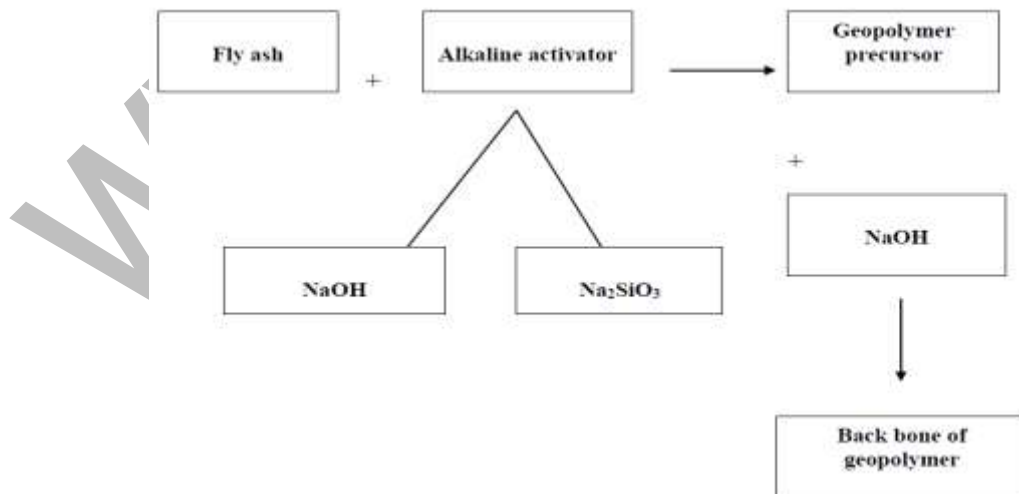 Fly ash
+
Alkaline activator
Geopolymer
precursor
+
NaOH
Na₂SiO₃
NaOH
Back bone of
geopolymer